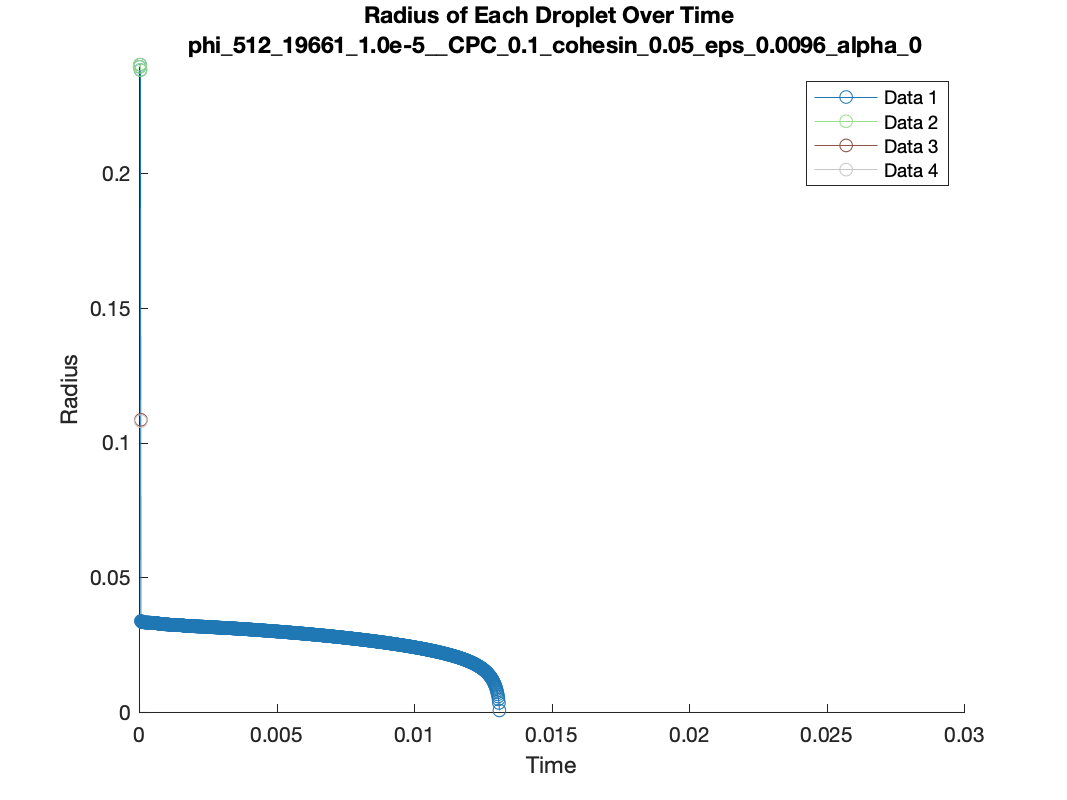 Radius of Each Droplet Over Time
phi_512_19661_1.0e-5__CPC_0.1_cohesin_0.05_eps_0.0096_alpha_0
Data 1
Data 2
Data 3
Data 4
Radius
0.2
0.15
0.1
0.05
0
0
0.005
0.01
0.015
0.02
0.025
0.03
Time